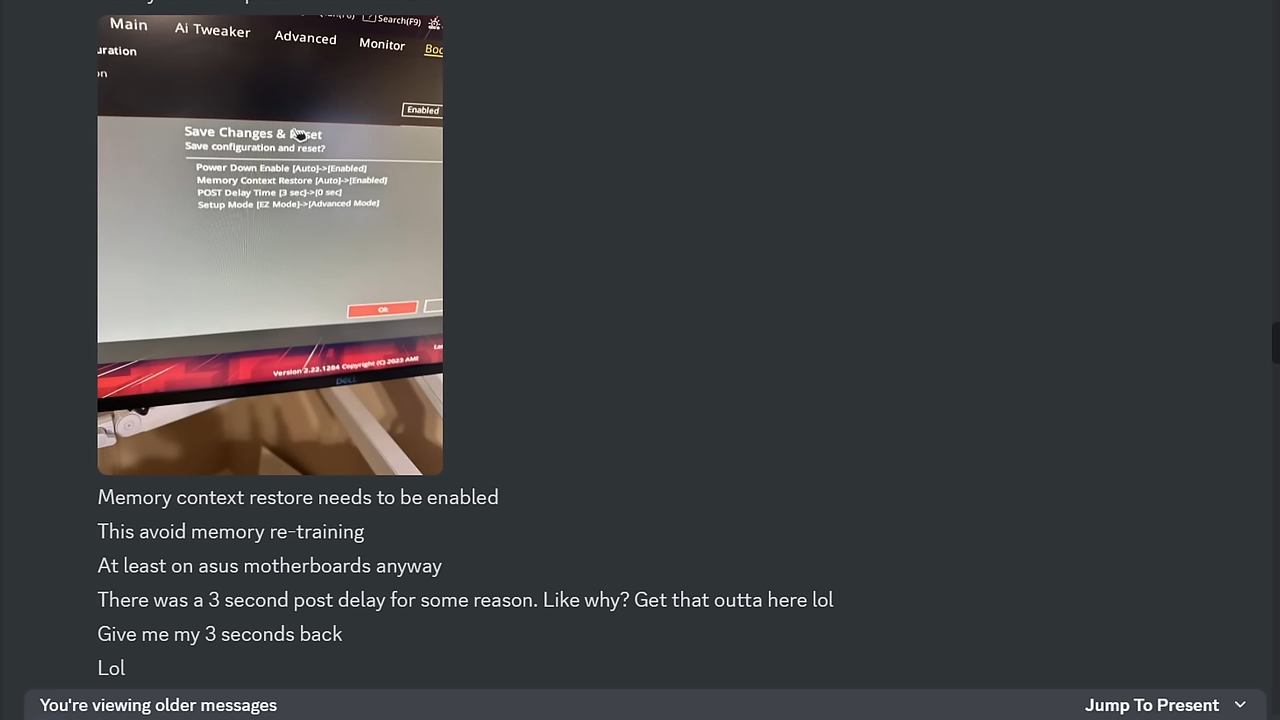 Search(F9)
Main Ai Tweaker Advanced Monitor
uration
on
Enabled
Save Changes & Reset
Save configuration and reset?
Power Down Enable [Auto]->[Enabled]
Memory Context Restore [Auto]->[Enabled]
POST Delay Time [3 sec]->[0 sec]
Setup Mode [EZ Mode]->[Advanced Mode]
Ok
Version 2.22.1284 Copyright (C) 2023 AMI
DELL
Memory context restore needs to be enabled
This avoid memory re-training
At least on asus motherboards anyway
There was a 3 second post delay for some reason. Like why? Get that outta here lol
Give me my 3 seconds back
Lol
You're viewing older messages
Jump To Present